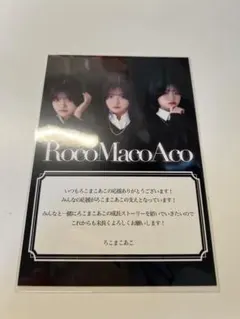 RocoMacoAco
いつもろこまこあこの応援ありがとうございます！
みんなの応援がろこまこあこの支えとなっています！
みんなと一緒にろこまこあこの成長ストーリーを描いていきたいので
これからも末長くよろしくお願いします！
ろこまこあこ